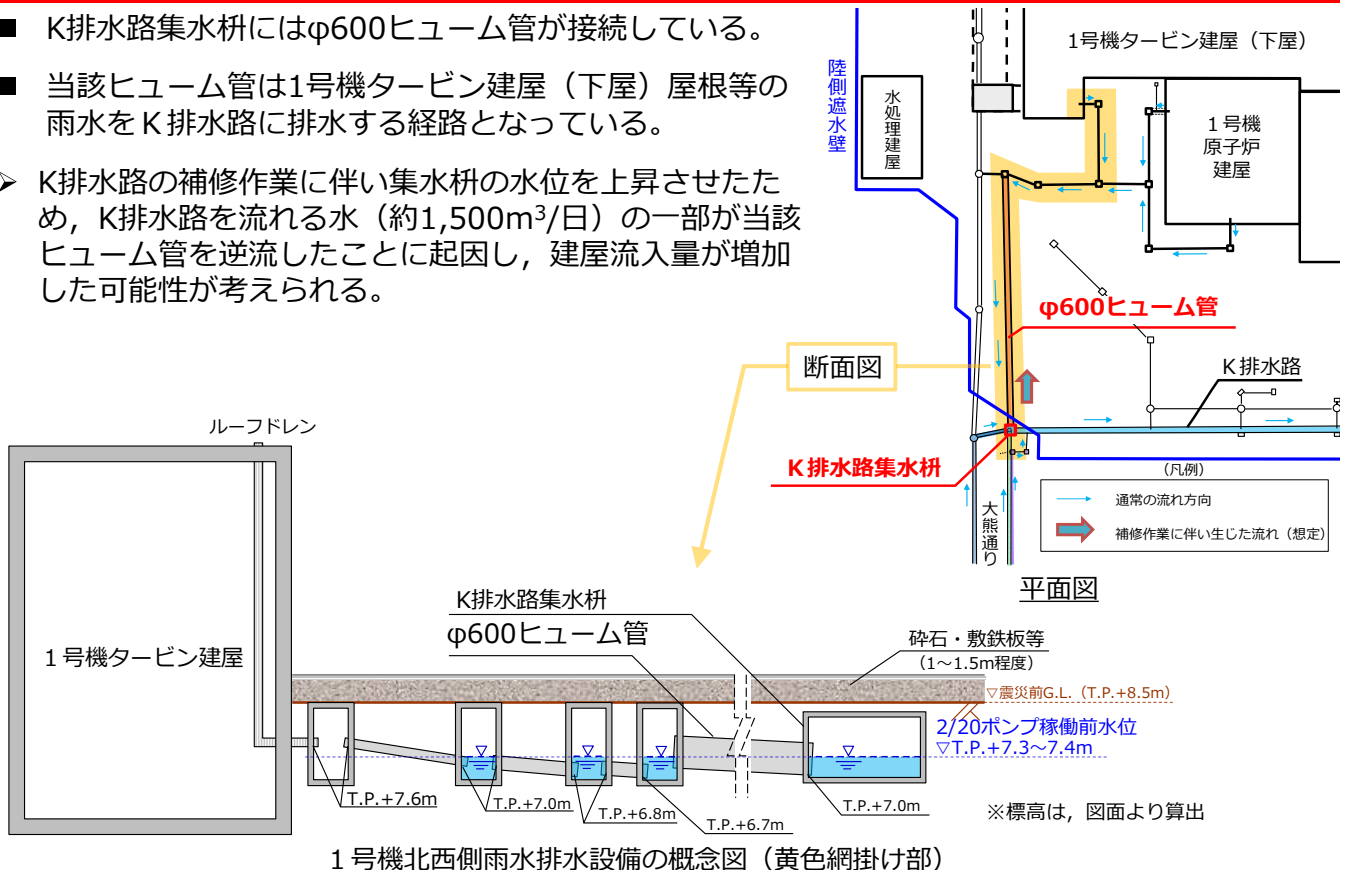 ■ K排水路集水枡にはφ600ヒューム管が接続している。
■ 当該ヒューム管は1号機タービン建屋（下屋）屋根等の
雨水をＫ排水路に排水する経路となっている。
➢ K排水路の補修作業に伴い集水枡の水位を上昇させたた
め，K排水路を流れる水（約1,500m³/日）の一部が当該
ヒューム管を逆流したことに起因し，建屋流入量が増加
した可能性が考えられる。
1号機タービン建屋（下屋）
陸側遮水壁
水処理建屋
１号機
原子炉
建屋
φ600ヒューム管
断面図
Ｋ排水路
Ｋ排水路集水枡
（凡例）
通常の流れ方向
補修作業に伴い生じた流れ（想定）
大熊通り
平面図
ルーフドレン
K排水路集水枡
φ600ヒューム管
砕石・敷鉄板等
（1～1.5m程度）
１号機タービン建屋
▽震災前G.L.（T.P.+8.5m）
2/20ポンプ稼働前水位
▽T.P.+7.3～7.4m
T.P.+7.6m
T.P.+7.0m
T.P.+6.8m
T.P.+6.7m
T.P.+7.0m
※標高は，図面より算出
１号機北西側雨水排水設備の概念図（黄色網掛け部）